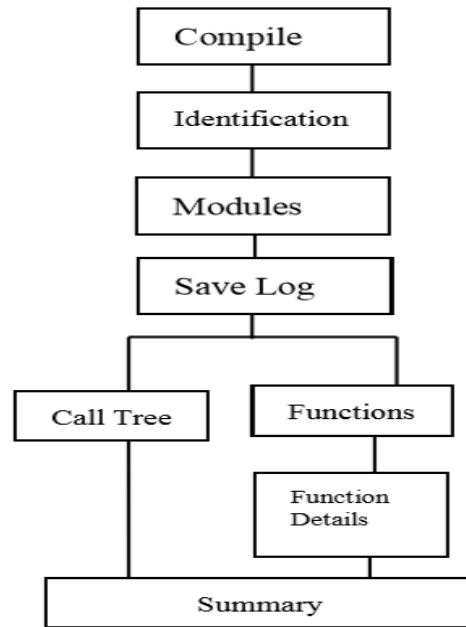 Compile
Identification
Modules
Save Log
Call Tree
Functions
Function
Details
Summary